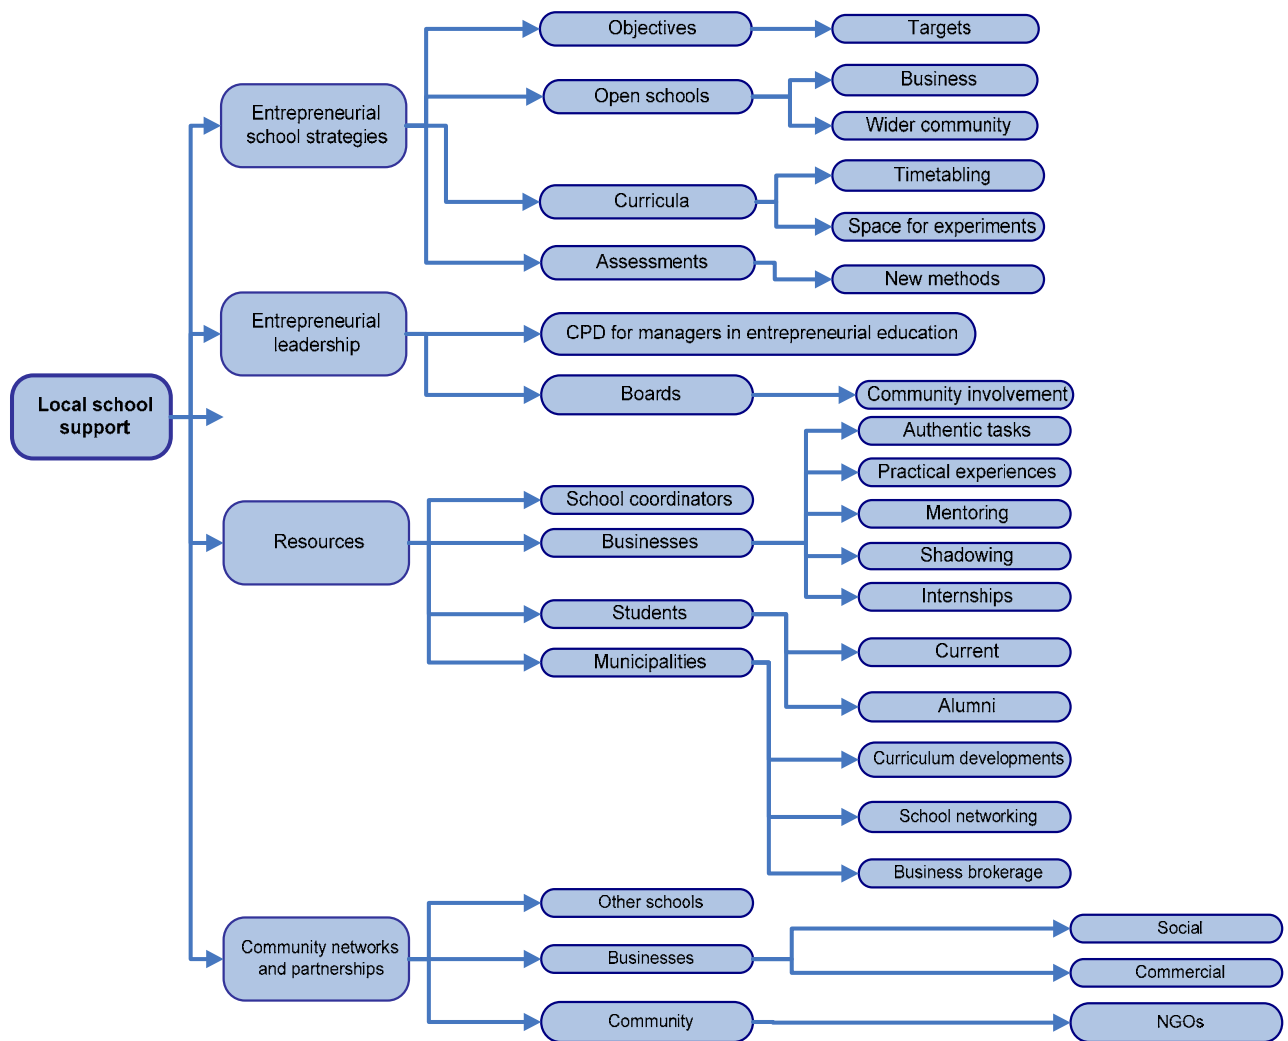 Objectives
Targets
Open schools
Business
Wider community
Entrepreneurial
school strategies
Curricula
Timetabling
Space for experiments
Assessments
New methods
Entrepreneurial
leadership
CPD for managers in entrepreneurial education
Boards
Community involvement
Local school
support
Authentic tasks
Practical experiences
Mentoring
Shadowing
Internships
Resources
School coordinators
Businesses
Students
Municipalities
Current
Alumni
Curriculum developments
School networking
Business brokerage
Community networks
and partnerships
Other schools
Businesses
Social
Commercial
Community
NGOs